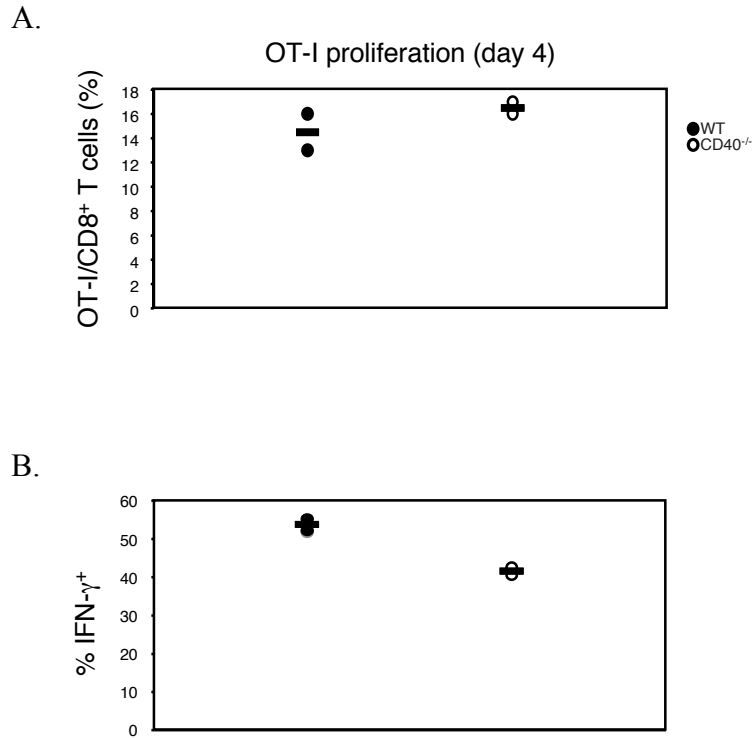 A.
OT-I proliferation (day 4)
OT-I/CD8⁺ T cells (%)
18
16
14
12
10
8
6
4
2
0
WT
CD40⁻/⁻
B.
% IFN-γ⁺
60
50
40
30
20
10
0